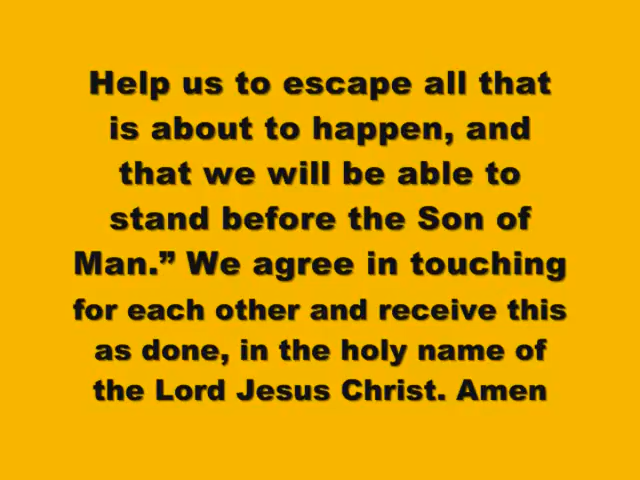 Help us to escape all that
is about to happen, and
that we will be able to
stand before the Son of
Man.” We agree in touching
for each other and receive this
as done, in the holy name of
the Lord Jesus Christ. Amen